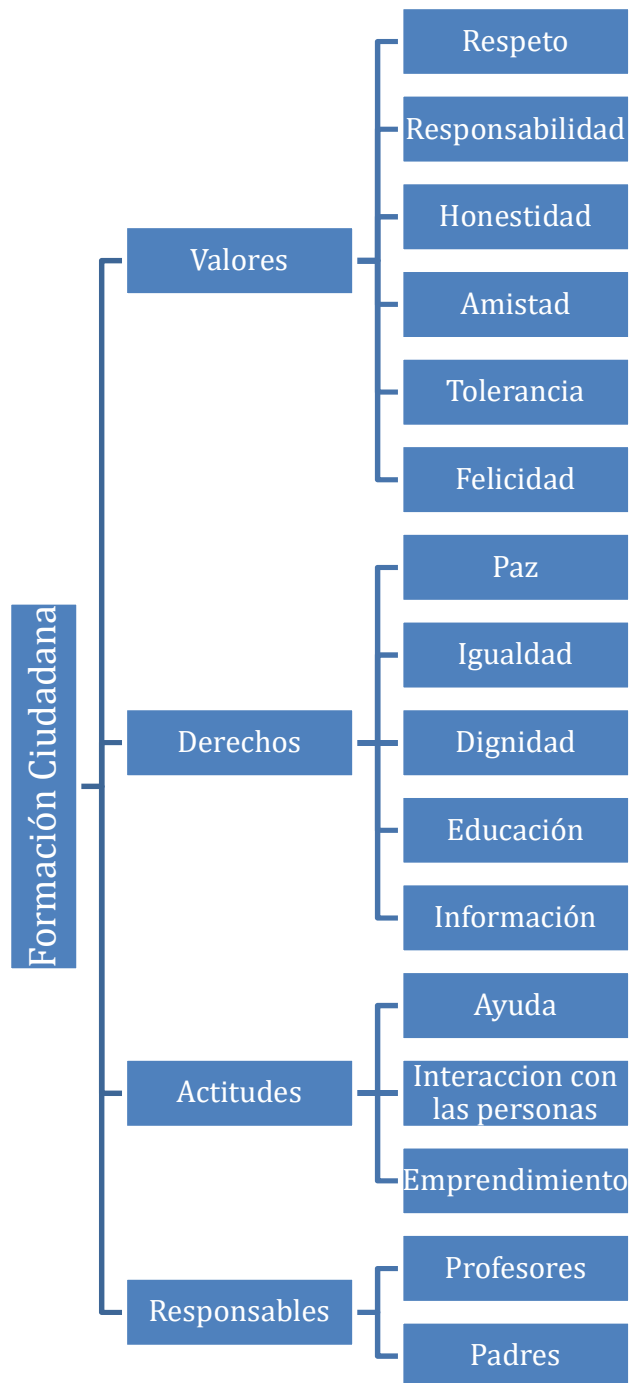 Formación Ciudadana
Valores
Respeto
Responsabilidad
Honestidad
Amistad
Tolerancia
Felicidad
Derechos
Paz
Igualdad
Dignidad
Educación
Información
Actitudes
Ayuda
Interaccion con
las personas
Emprendimiento
Responsables
Profesores
Padres